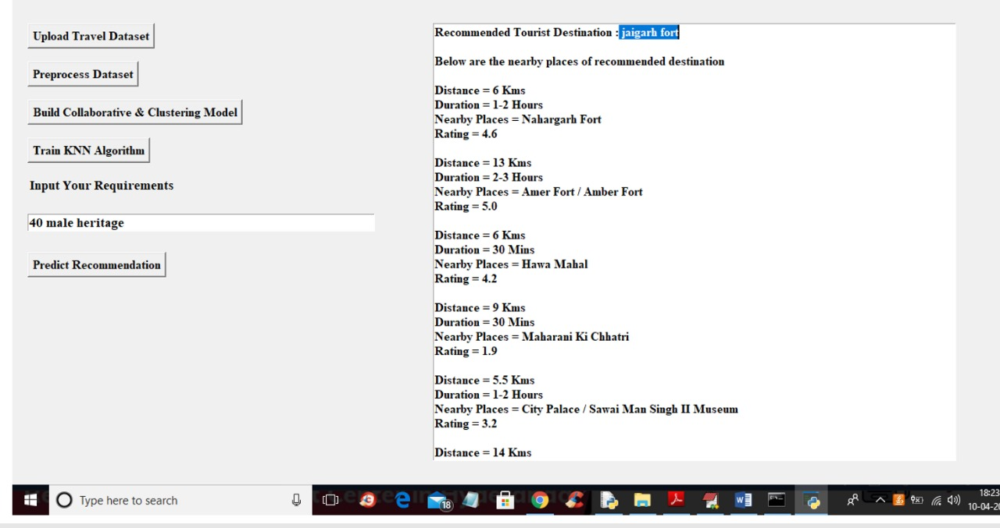 Upload Travel Dataset
Preprocess Dataset
Build Collaborative & Clustering Model
Train KNN Algorithm
Input Your Requirements
40 male heritage
Predict Recommendation
Recommended Tourist Destination : jaigarh fort
Below are the nearby places of recommended destination
Distance = 6 Kms
Duration = 1-2 Hours
Nearby Places = Nahargarh Fort
Rating = 4.6
Distance = 13 Kms
Duration = 2-3 Hours
Nearby Places = Amer Fort / Amber Fort
Rating = 5.0
Distance = 6 Kms
Duration = 30 Mins
Nearby Places = Hawa Mahal
Rating = 4.2
Distance = 9 Kms
Duration = 30 Mins
Nearby Places = Maharani Ki Chhatri
Rating = 1.9
Distance = 5.5 Kms
Duration = 1-2 Hours
Nearby Places = City Palace / Sawai Man Singh II Museum
Rating = 3.2
Distance = 14 Kms
Type here to search
18
18:23
10-04-20